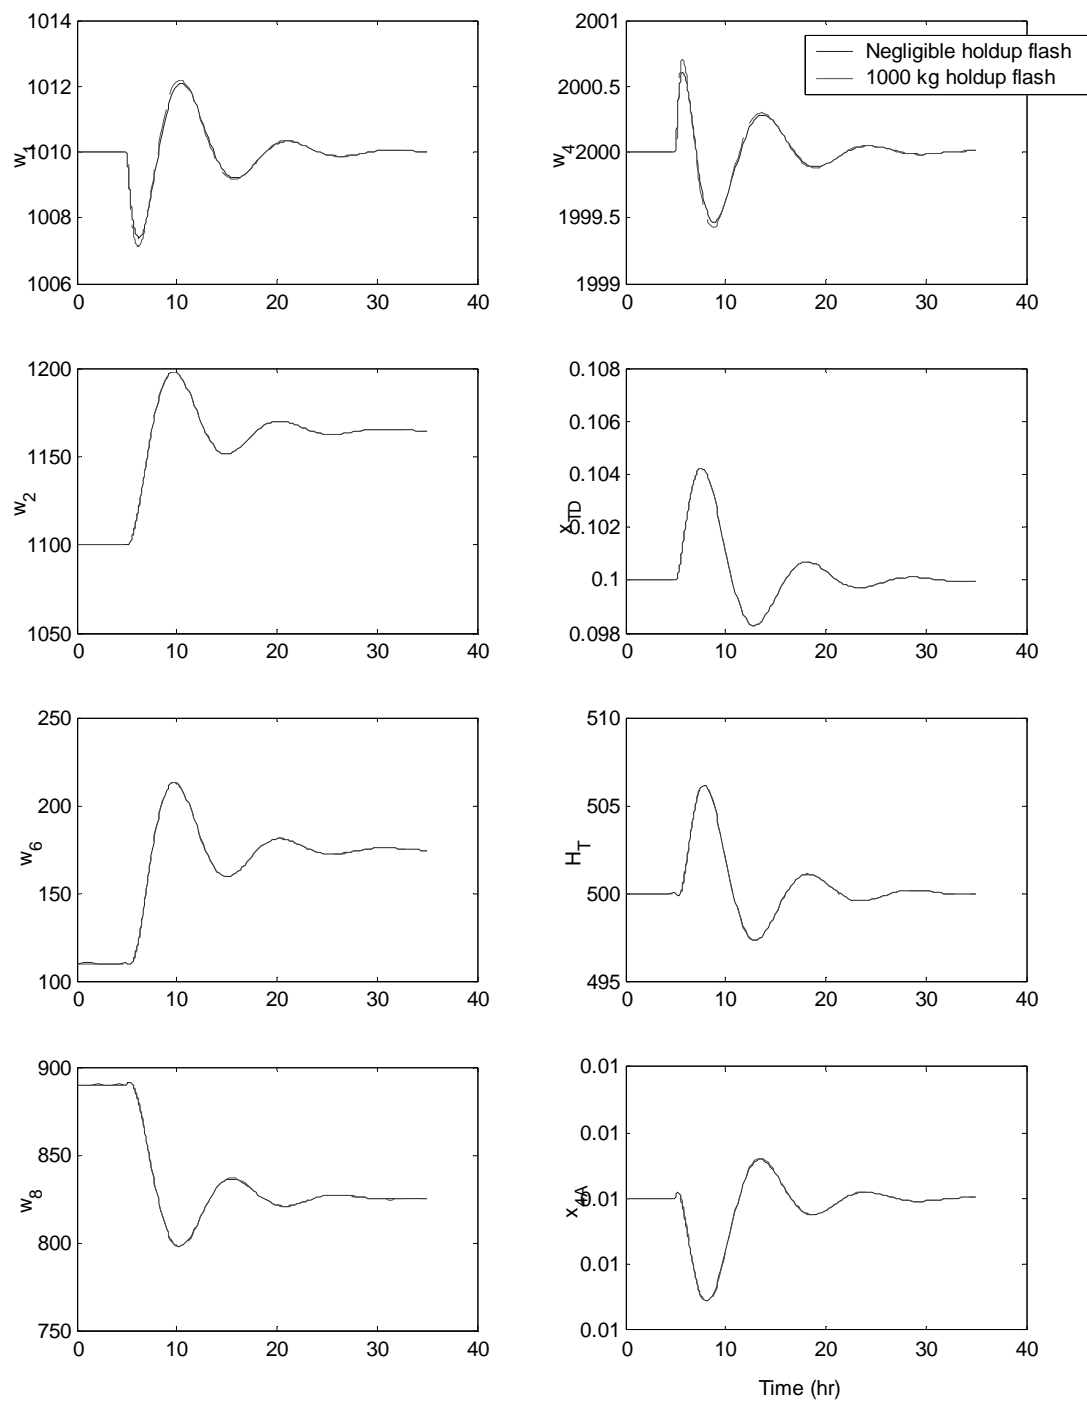 1014
1012
1010
1008
1006
w1
0 10 20 30 40
2001
2000.5
2000
1999.5
1999
w4
0 10 20 30 40
Negligible holdup flash
1000 kg holdup flash
1200
1150
1100
1050
w2
0 10 20 30 40
0.108
0.106
0.104
0.102
0.1
0.098
xTD
0 10 20 30 40
250
200
150
100
w6
0 10 20 30 40
510
505
500
495
HT
0 10 20 30 40
900
850
800
750
w8
0 10 20 30 40
0.01
0.01
0.01
0.01
0.01
x4A
0 10 20 30 40
Time (hr)